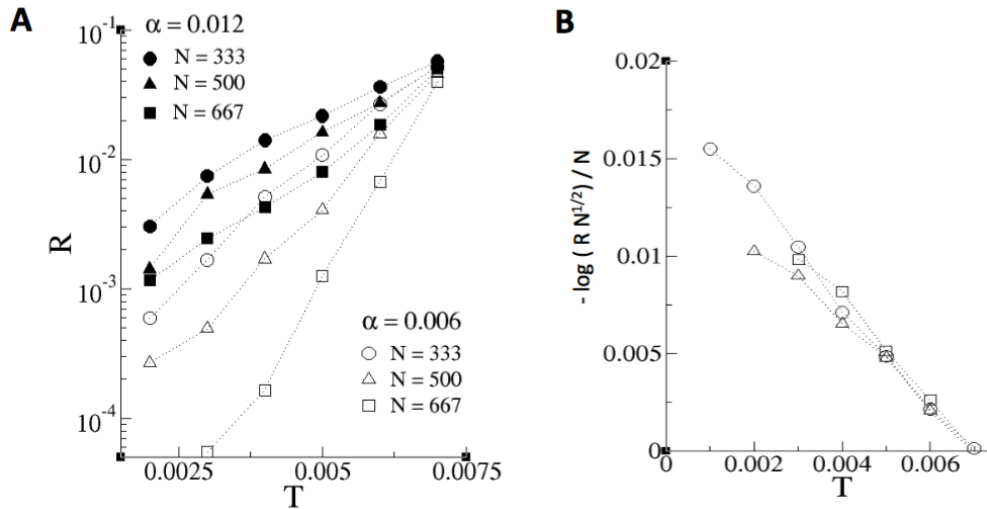 A
α = 0.012
N = 333
N = 500
N = 667
10⁻¹
10⁻²
10⁻³
10⁻⁴
R
α = 0.006
N = 333
N = 500
N = 667
0.0025
0.005
0.0075
T
B
0.02
0.015
0.01
0.005
0
- log ( R N^{1/2}) / N
0
0.002
0.004
0.006
T